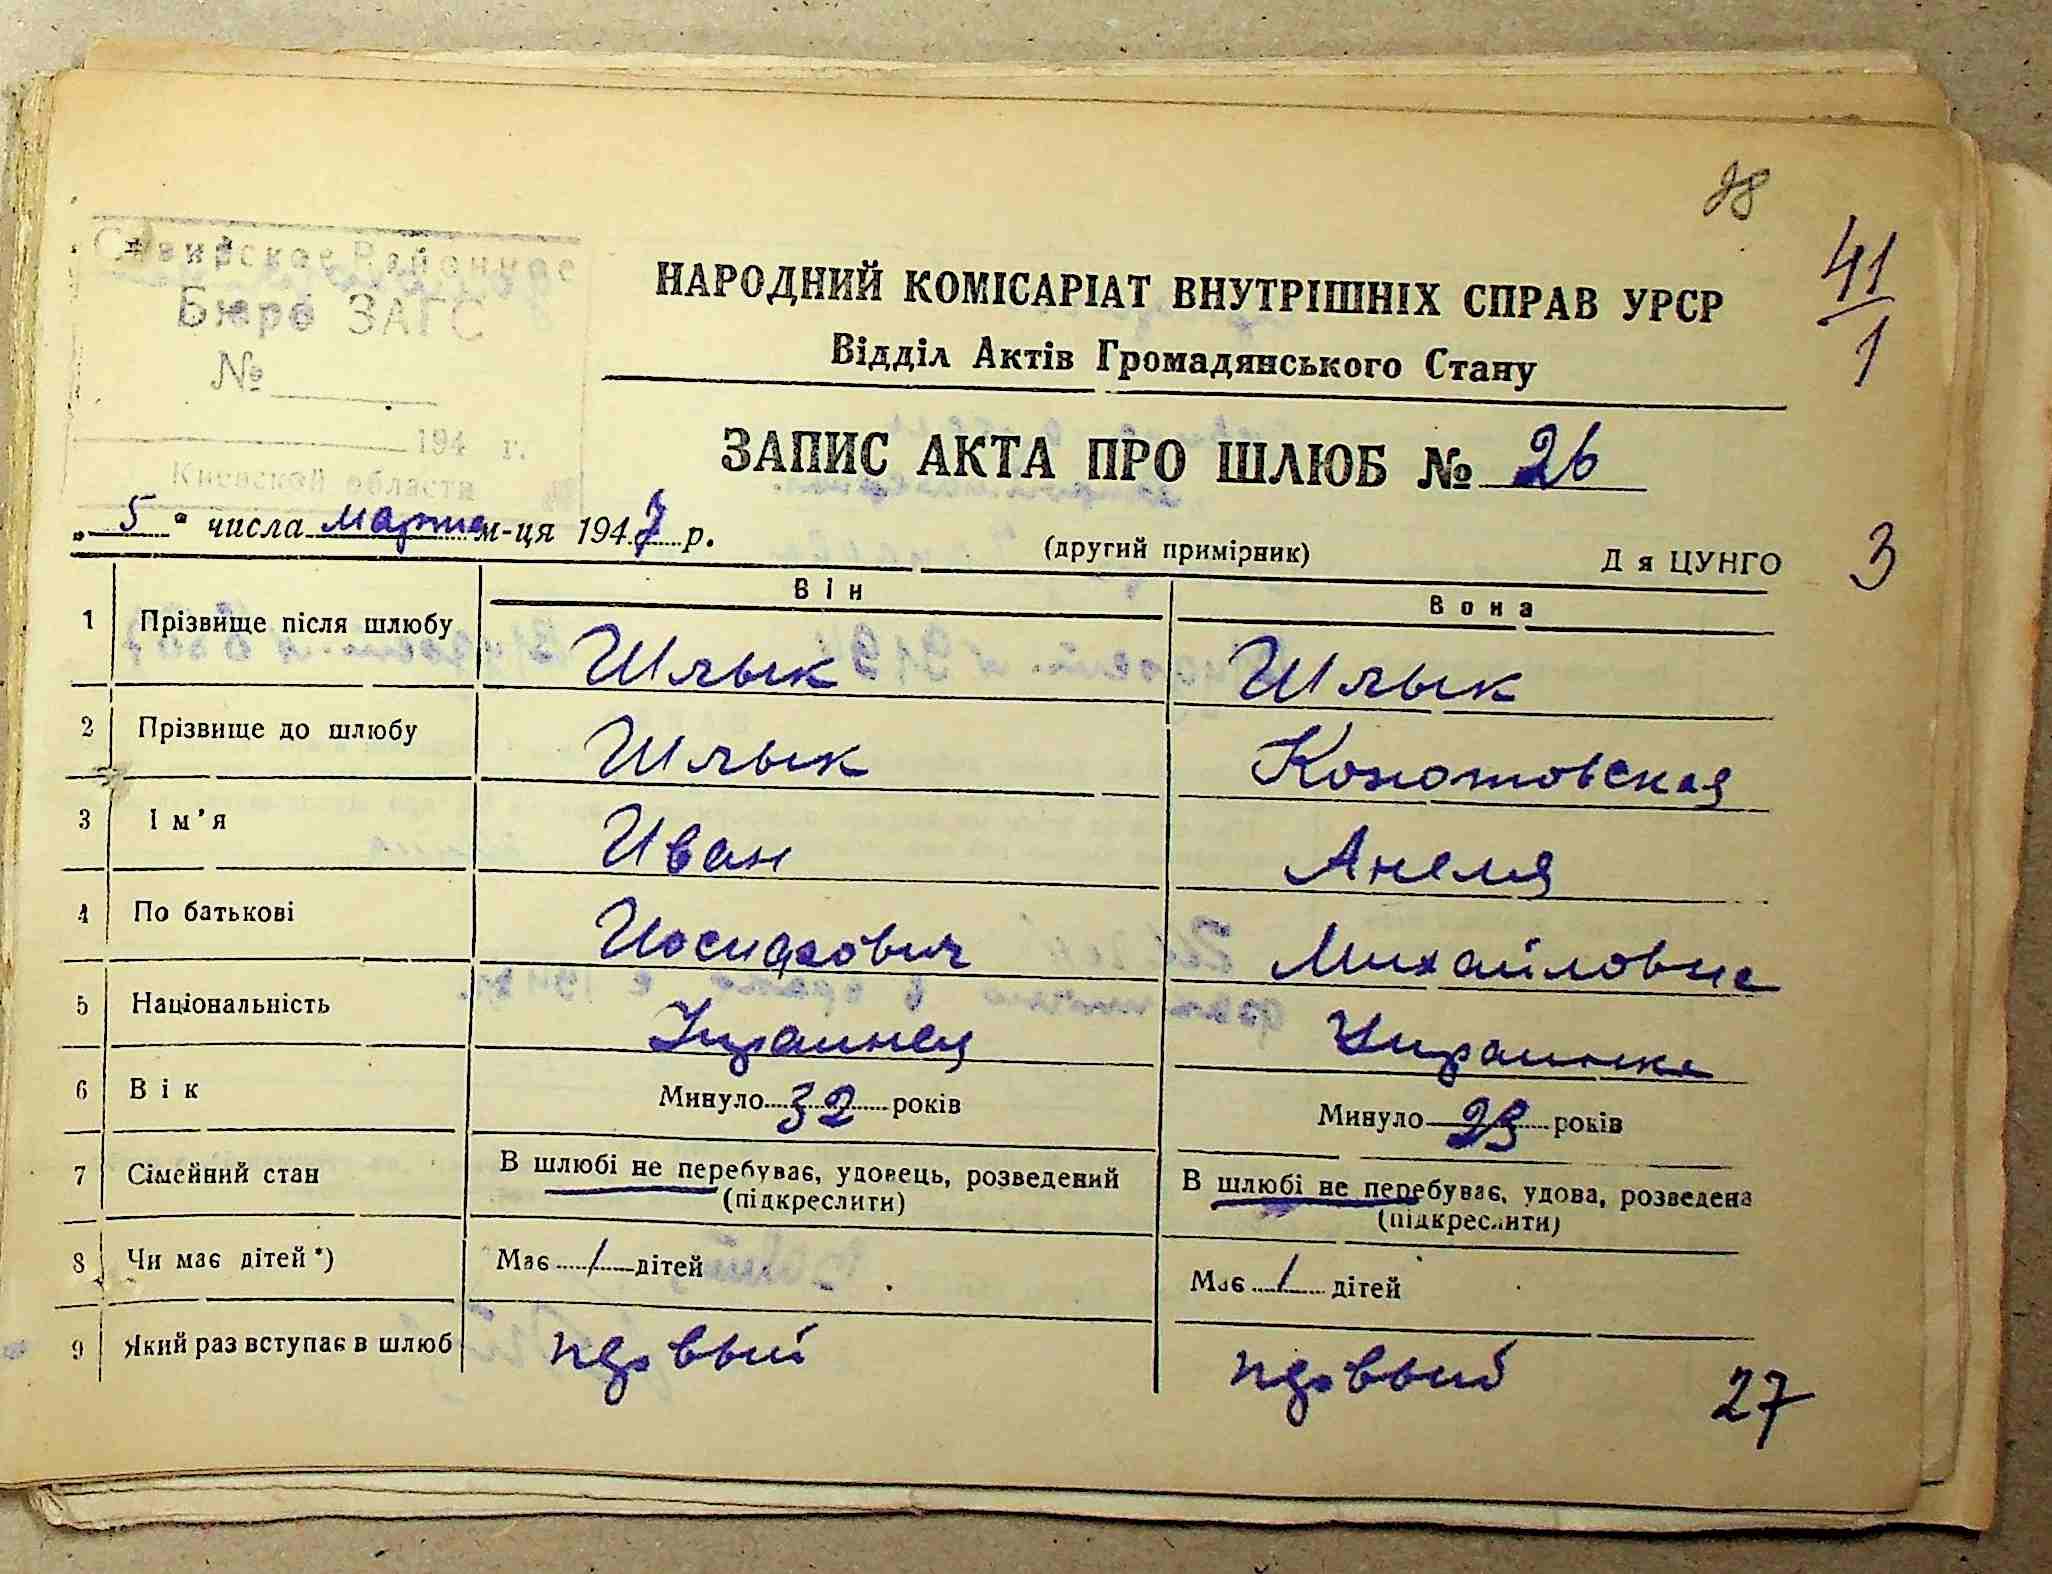 28
41
1
Районное
Бюро ЗАГС
№
194 г.
Киевской области
НАРОДНИЙ КОМІСАРІАТ ВНУТРІШНІХ СПРАВ УРСР
Відділ Актів Громадянського Стану
ЗАПИС АКТА ПРО ШЛЮБ № 26
„5" числа марта м-ця 1947 р.
(другий примірник) Д я ЦУНГО 3
Він Вона
1 Прізвище після шлюбу Шлык Шлык
2 Прізвище до шлюбу Шлык Конотовская
3 Ім'я Иван Анеля
4 По батькові Иосифович Михайловна
5 Національність Украинец Украинка
6 Вік Минуло 32 років Минуло 23 років
7 Сімейний стан В шлюбі не перебуває, удовець, розведений В шлюбі не перебуває, удова, розведена
(підкреслити) (підкреслити)
8 Чи має дітей*) Має / дітей Має / дітей
9 Який раз вступає в шлюб первый первый
27